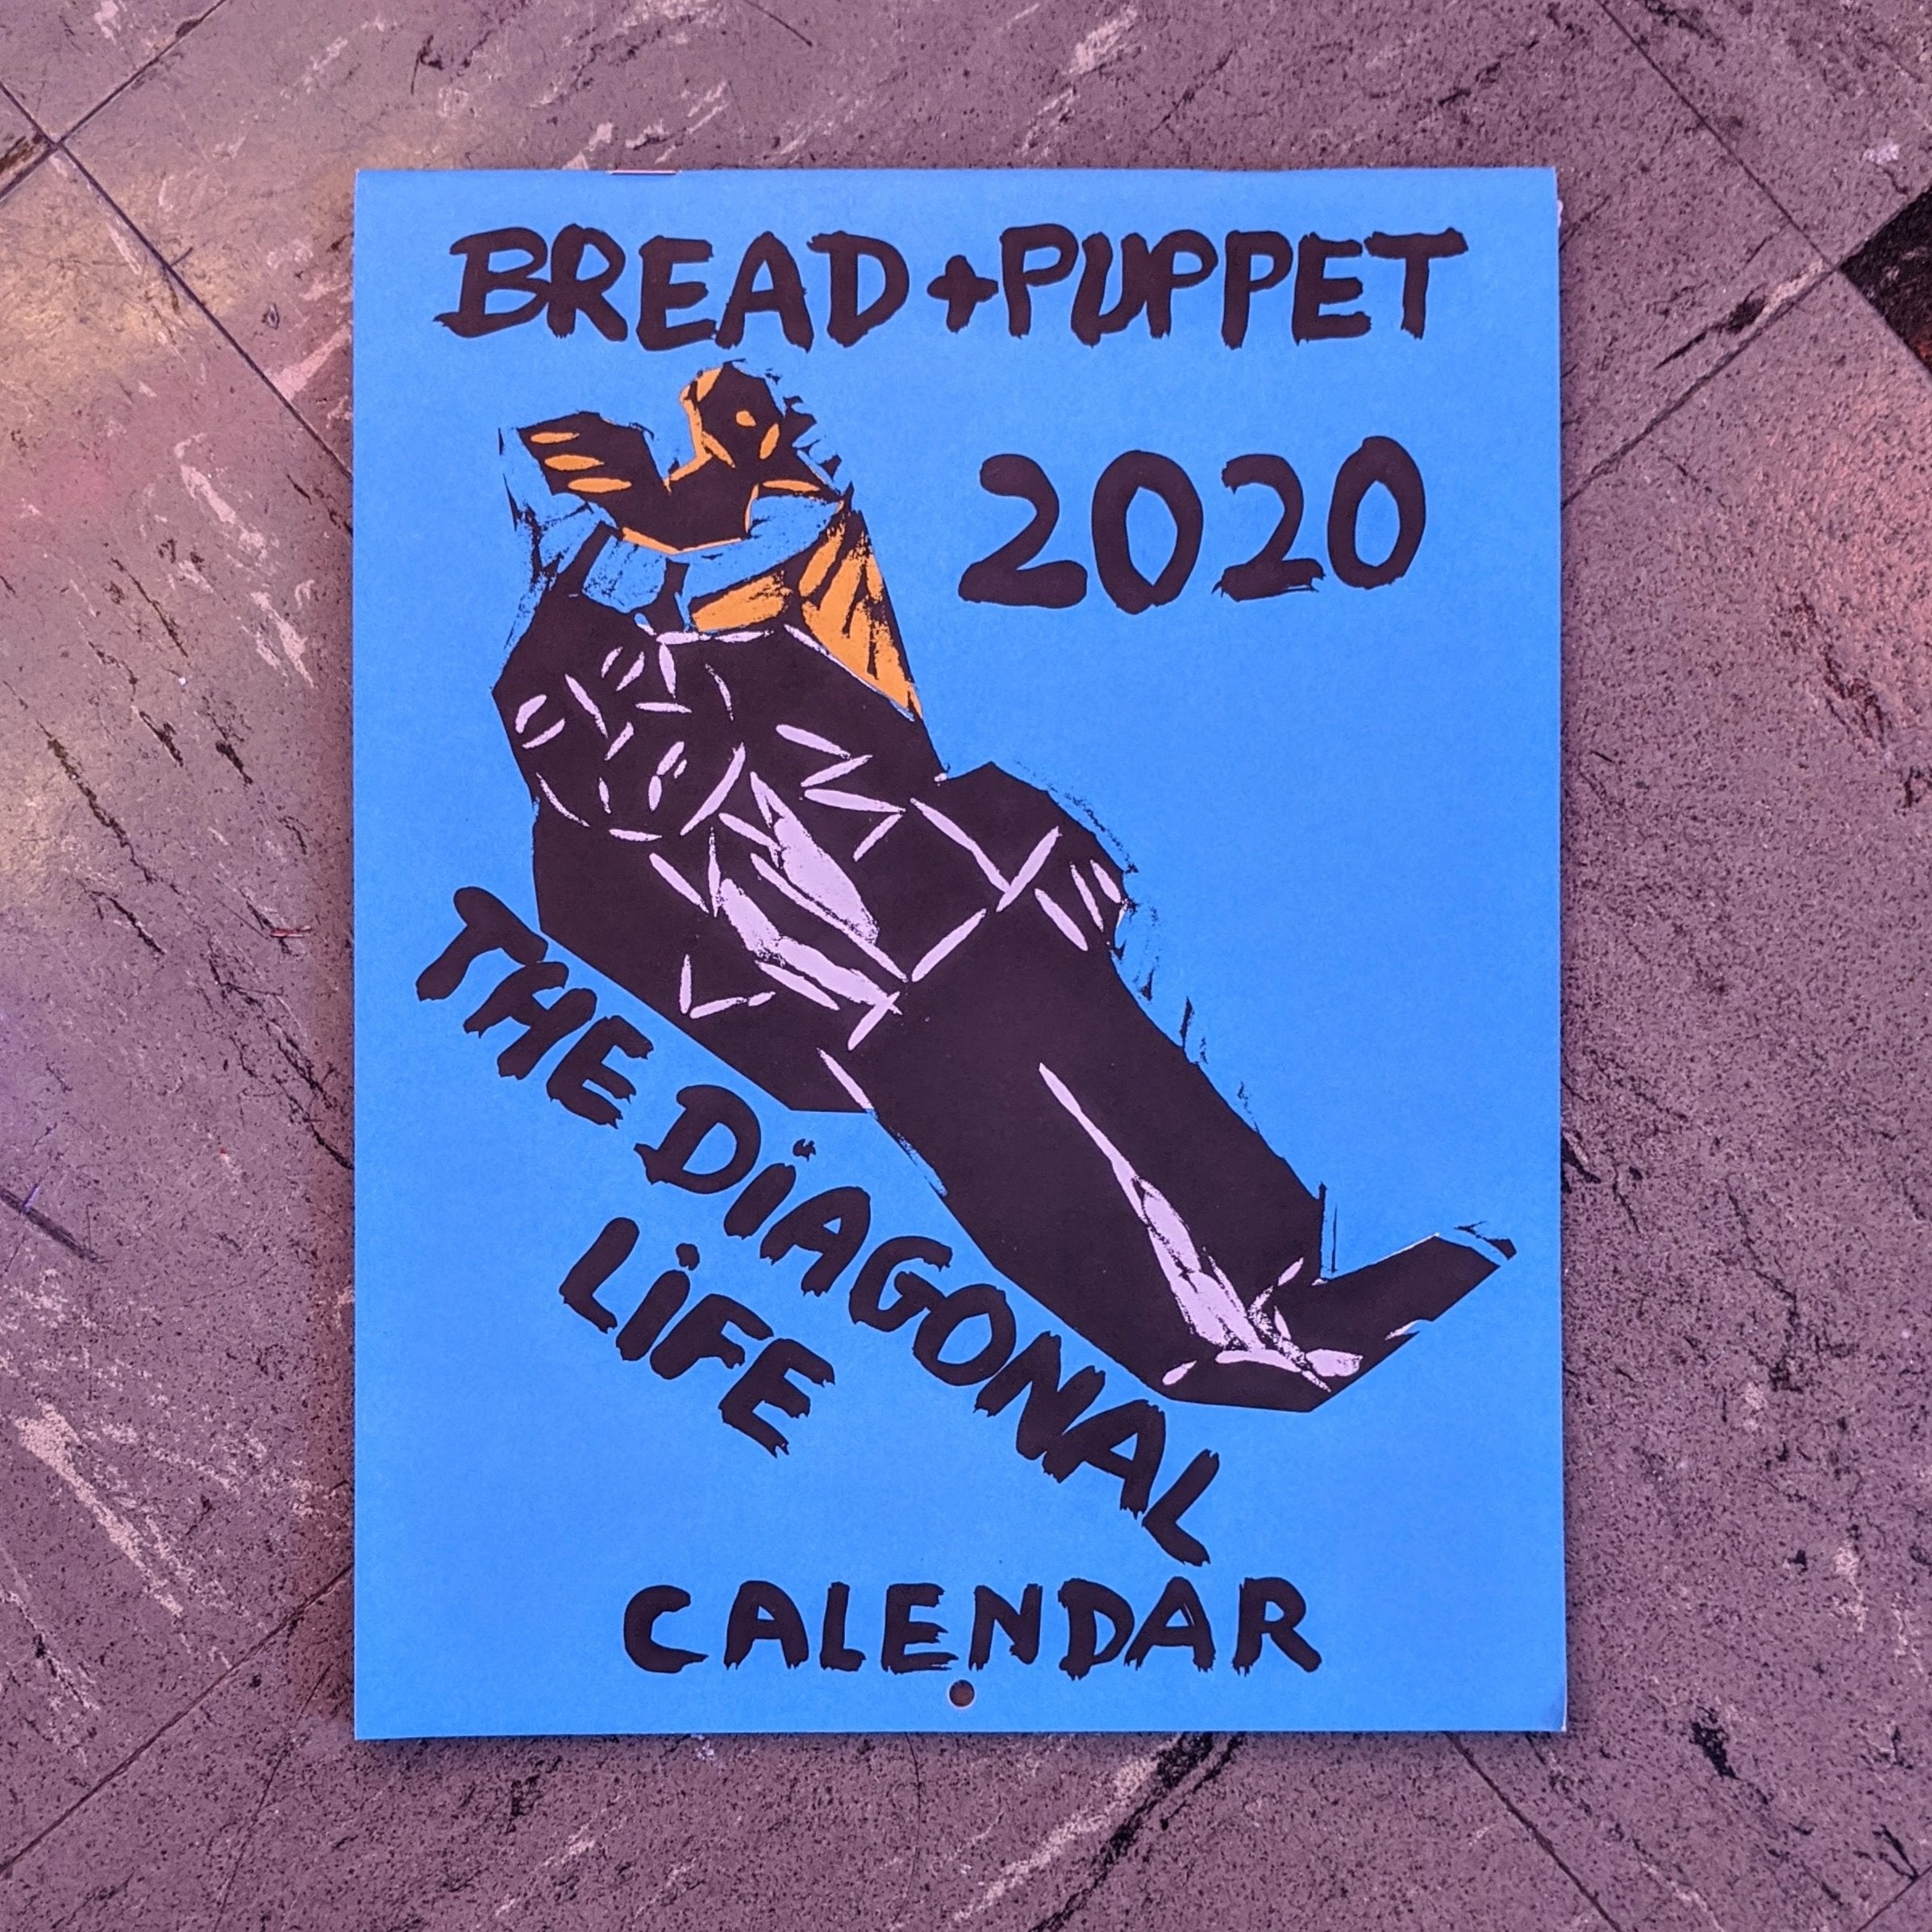 BREAD + PUPPET
2020
THE DiAGONAL
LiFE
CALENDAR